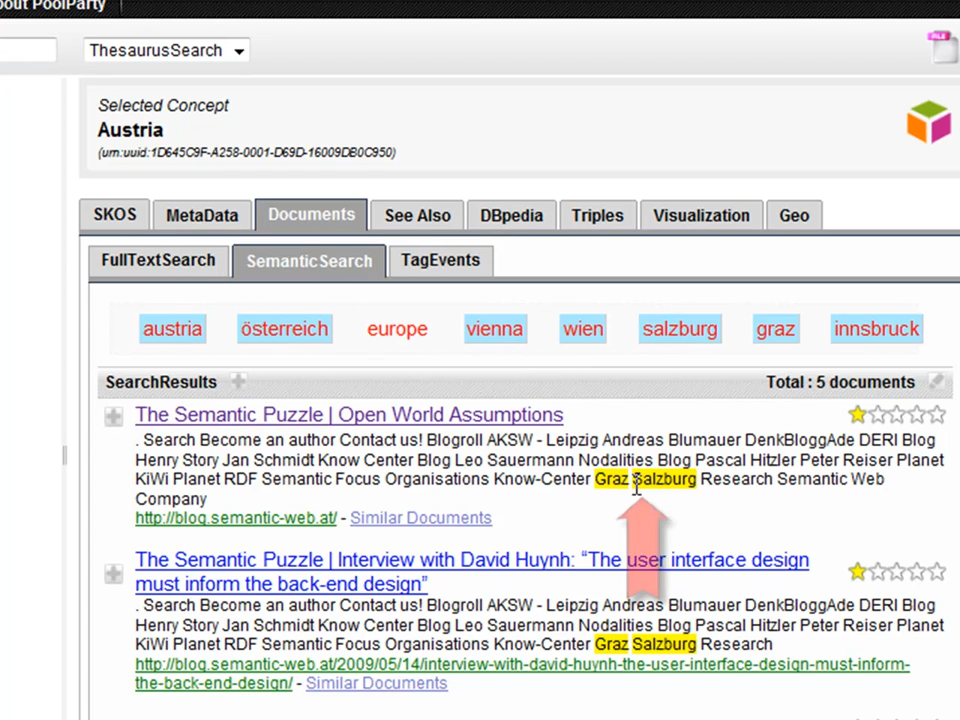 bout PoolParty
ThesaurusSearch
FILE
Selected Concept
Austria
(urn:uuid:1D645C9F-A258-0001-D69D-16009DB0C950)
SKOS MetaData Documents See Also DBpedia Triples Visualization Geo
FullTextSearch SemanticSearch TagEvents
austria österreich europe vienna wien salzburg graz innsbruck
SearchResults Total : 5 documents
The Semantic Puzzle | Open World Assumptions
. Search Become an author Contact us! Blogroll AKSW - Leipzig Andreas Blumauer DenkBloggAde DERI Blog
Henry Story Jan Schmidt Know Center Blog Leo Sauermann Nodalities Blog Pascal Hitzler Peter Reiser Planet
KiWi Planet RDF Semantic Focus Organisations Know-Center Graz Salzburg Research Semantic Web
Company
http://blog.semantic-web.at/ - Similar Documents
The Semantic Puzzle | Interview with David Huynh: “The user interface design
must inform the back-end design”
. Search Become an author Contact us! Blogroll AKSW - Leipzig Andreas Blumauer DenkBloggAde DERI Blog
Henry Story Jan Schmidt Know Center Blog Leo Sauermann Nodalities Blog Pascal Hitzler Peter Reiser Planet
KiWi Planet RDF Semantic Focus Organisations Know-Center Graz Salzburg Research
http://blog.semantic-web.at/2009/05/14/interview-with-david-huynh-the-user-interface-design-must-inform-
the-back-end-design/ - Similar Documents